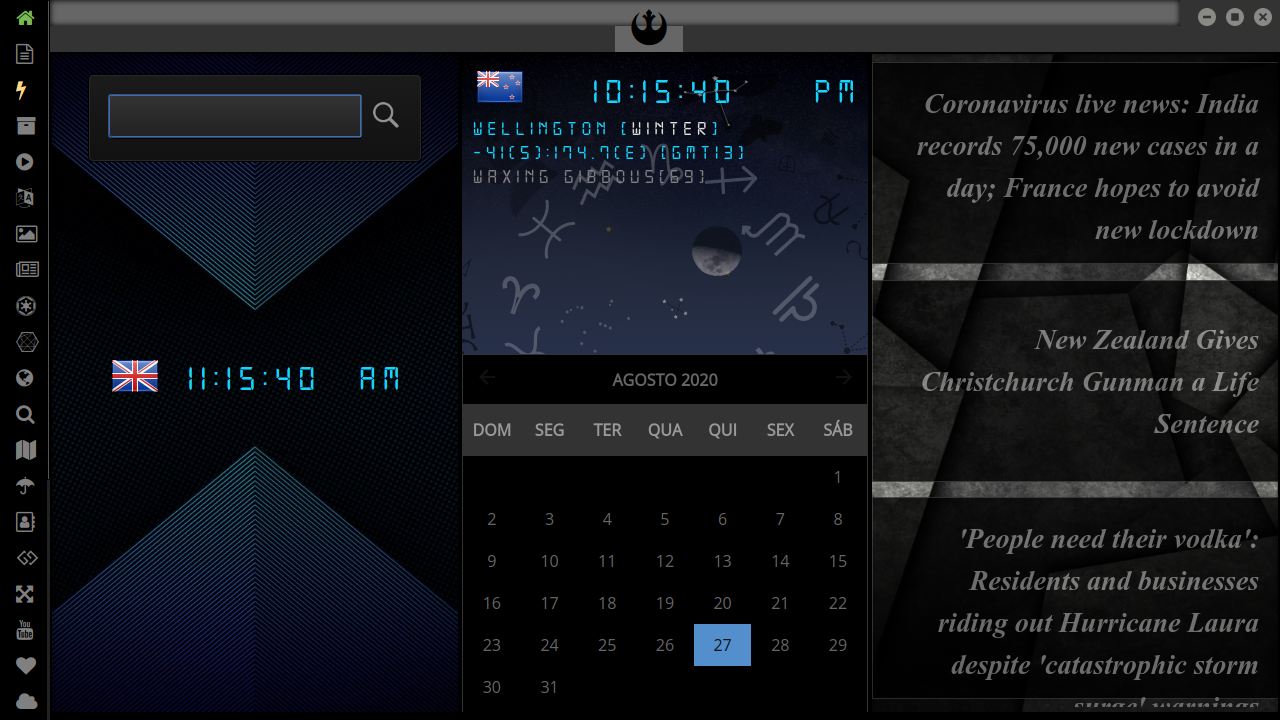 10:15:40 PM
WELLINGTON (WINTER)
-41(S):174.7(E) (GMT13)
WAXING GIBBOUS(69)
11:15:40 AM
AGOSTO 2020
DOM SEG TER QUA QUI SEX SÁB
1
2 3 4 5 6 7 8
9 10 11 12 13 14 15
16 17 18 19 20 21 22
23 24 25 26 27 28 29
30 31
Coronavirus live news: India
records 75,000 new cases in a
day; France hopes to avoid
new lockdown
New Zealand Gives
Christchurch Gunman a Life
Sentence
'People need their vodka':
Residents and businesses
riding out Hurricane Laura
despite 'catastrophic storm
surge' warnings
You
Tube